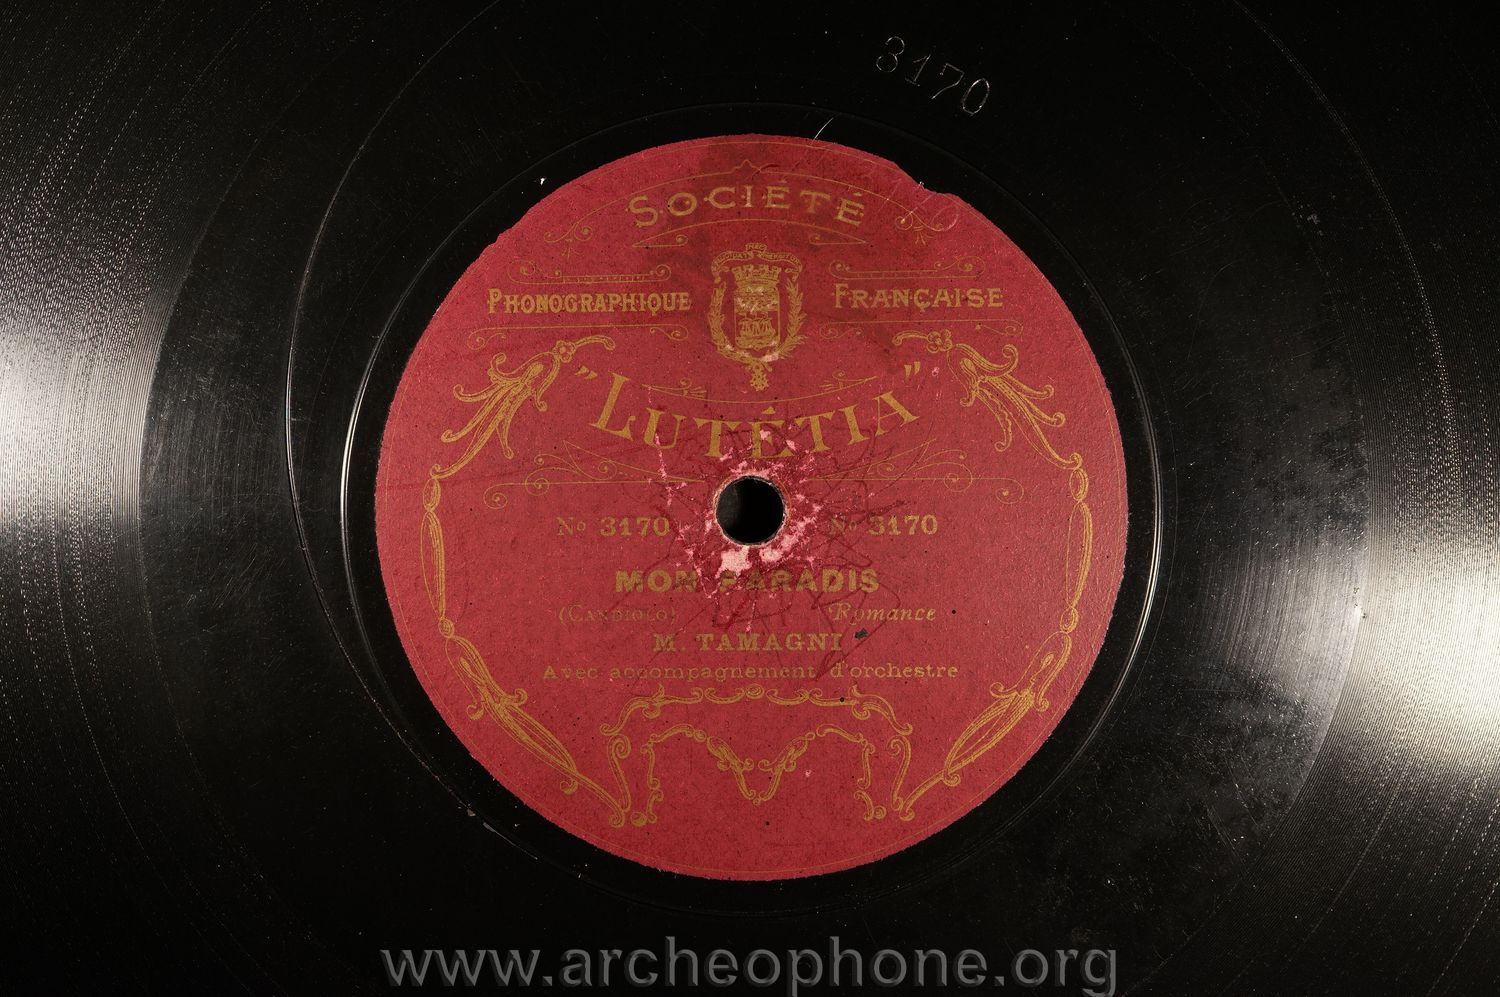 3170
SOCIÉTÉ
PHONOGRAPHIQUE FRANÇAISE
"LUTÉTIA"
No 3170 No 3170
MON PARADIS
(CANDIOLO) Romance
M. TAMAGNI
Avec accompagnement d'orchestre
www.archeophone.org